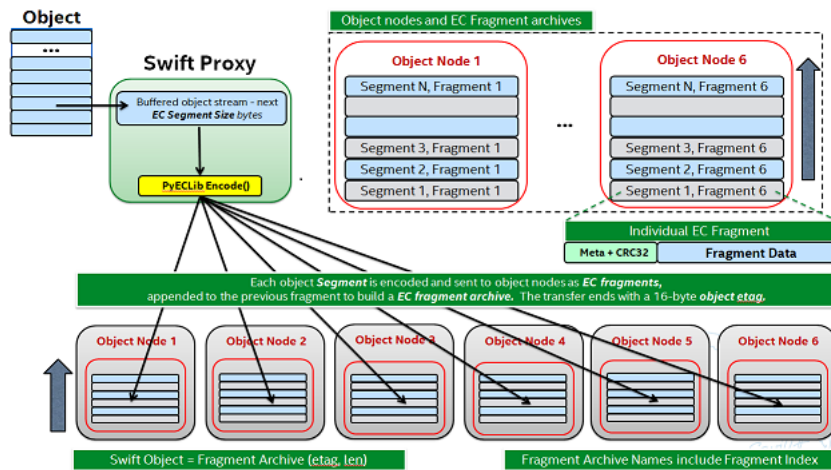 Object
...
Swift Proxy
Buffered object stream - next
EC Segment Size bytes
PyECLib Encode()
Object nodes and EC Fragment archives
Object Node 1
Segment N, Fragment 1
Segment 3, Fragment 1
Segment 2, Fragment 1
Segment 1, Fragment 1
...
Object Node 6
Segment N, Fragment 6
Segment 3, Fragment 6
Segment 2, Fragment 6
Segment 1, Fragment 6
Individual EC Fragment
Meta + CRC32
Fragment Data
Each object Segment is encoded and sent to object nodes as EC fragments,
appended to the previous fragment to build a EC fragment archive. The transfer ends with a 16-byte object etag.
Object Node 1
Object Node 2
Object Node 3
Object Node 4
Object Node 5
Object Node 6
Swift Object = Fragment Archive (etag, len)
Fragment Archive Names include Fragment Index